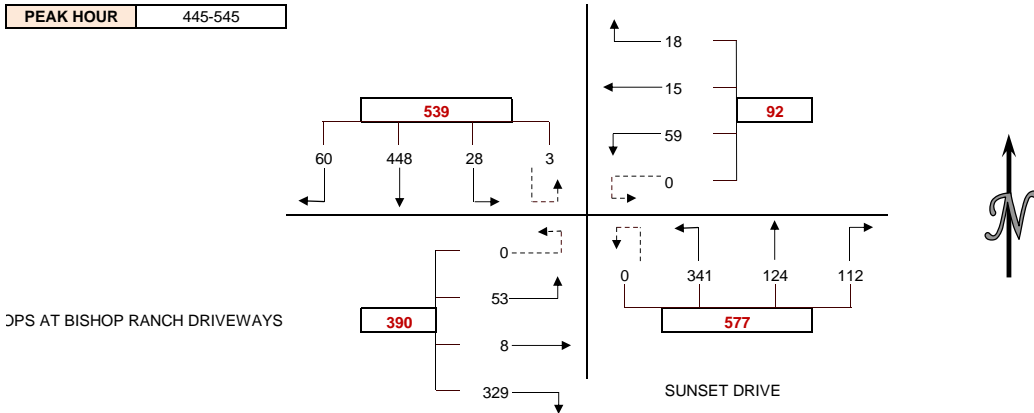 PEAK HOUR 445-545
18
15
539
92
59
60 448 28 3
0
N
0
0 341 124 112
53
OPS AT BISHOP RANCH DRIVEWAYS 390 577
8
329 SUNSET DRIVE